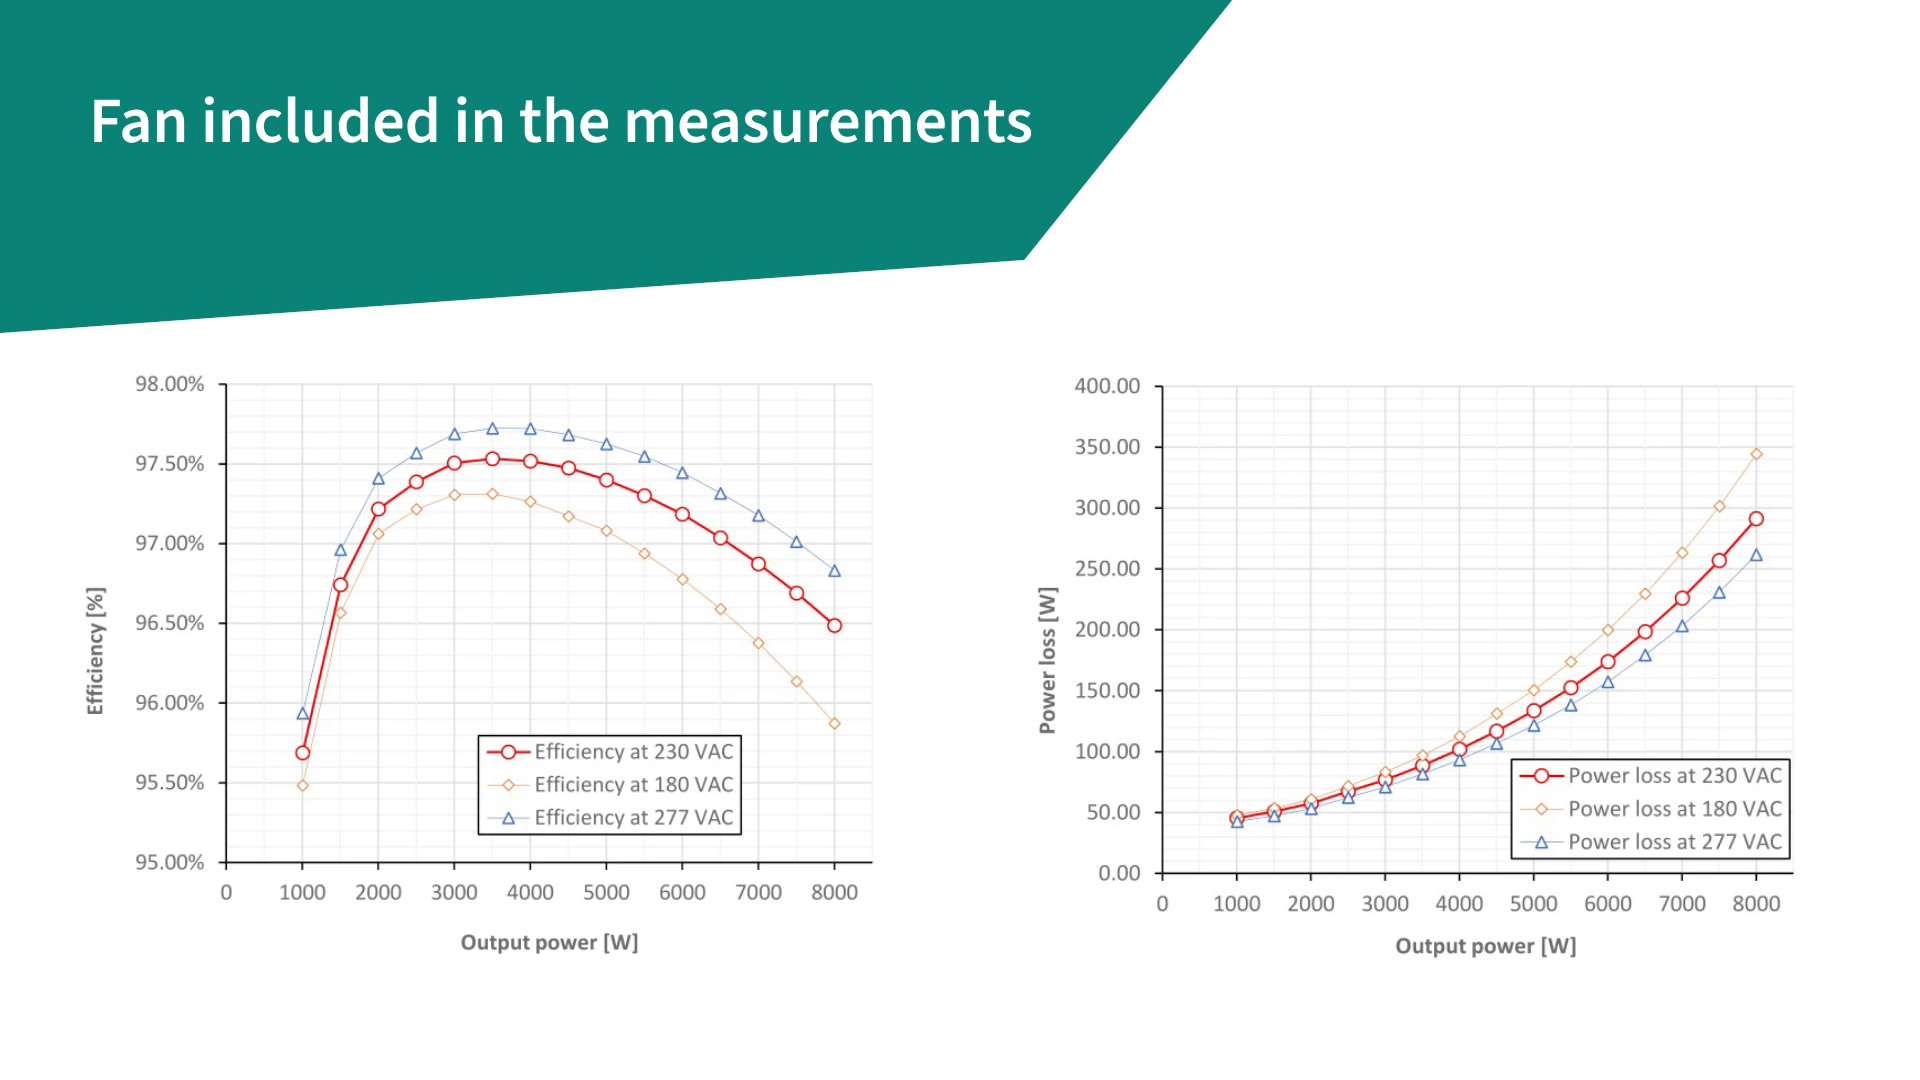 Fan included in the measurements
98.00%
97.50%
97.00%
96.50%
96.00%
95.50%
95.00%
Efficiency [%]
Efficiency at 230 VAC
Efficiency at 180 VAC
Efficiency at 277 VAC
0 1000 2000 3000 4000 5000 6000 7000 8000
Output power [W]
400.00
350.00
300.00
250.00
200.00
150.00
100.00
50.00
0.00
Power loss [W]
Power loss at 230 VAC
Power loss at 180 VAC
Power loss at 277 VAC
0 1000 2000 3000 4000 5000 6000 7000 8000
Output power [W]